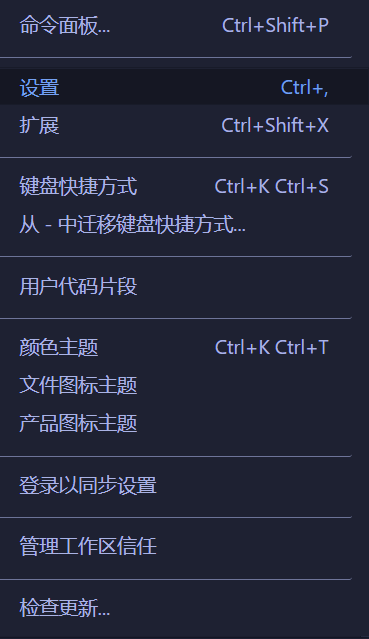 命令面板... Ctrl+Shift+P
设置 Ctrl+,
扩展 Ctrl+Shift+X
键盘快捷方式 Ctrl+K Ctrl+S
从 - 中迁移键盘快捷方式...
用户代码片段
颜色主题 Ctrl+K Ctrl+T
文件图标主题
产品图标主题
登录以同步设置
管理工作区信任
检查更新...